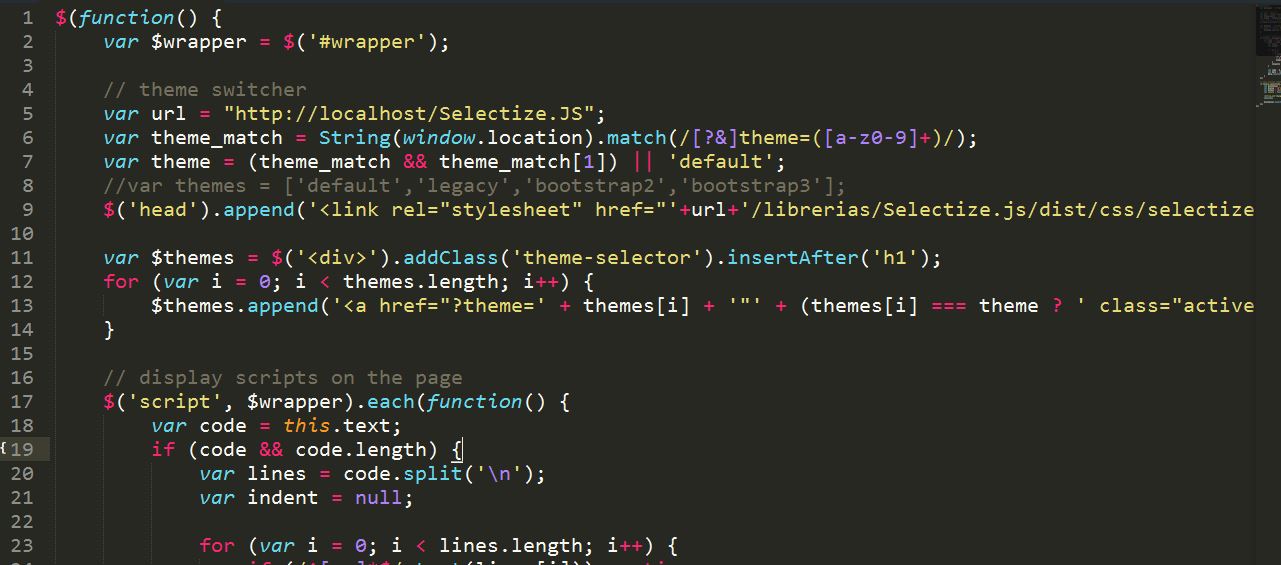 1 $(function() {
2 var $wrapper = $('#wrapper');
3
4 // theme switcher
5 var url = "http://localhost/Selectize.JS";
6 var theme_match = String(window.location).match(/[?&]theme=([a-z0-9]+)/);
7 var theme = (theme_match && theme_match[1]) || 'default';
8 //var themes = ['default','legacy','bootstrap2','bootstrap3'];
9 $('head').append('<link rel="stylesheet" href="'+url+'/librerias/Selectize.js/dist/css/selectize
10
11 var $themes = $('<div>').addClass('theme-selector').insertAfter('h1');
12 for (var i = 0; i < themes.length; i++) {
13 $themes.append('<a href="?theme=' + themes[i] + '"' + (themes[i] === theme ? ' class="active
14 }
15
16 // display scripts on the page
17 $('script', $wrapper).each(function() {
18 var code = this.text;
19 if (code && code.length) {
20 var lines = code.split('\n');
21 var indent = null;
22
23 for (var i = 0; i < lines.length; i++) {